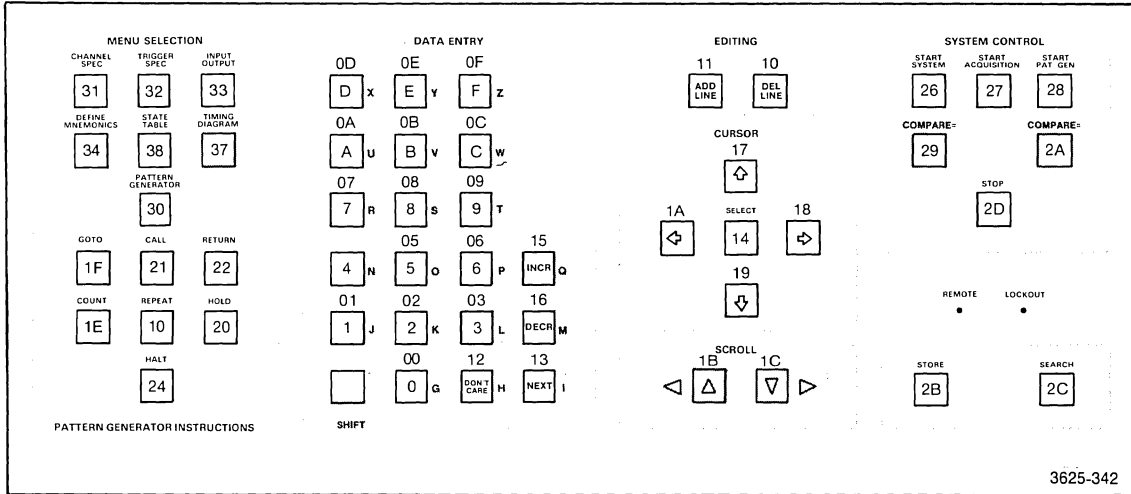 MENU SELECTION
CHANNEL SPEC
TRIGGER SPEC
INPUT OUTPUT
31
32
33
DEFINE MNEMONICS
STATE TABLE
TIMING DIAGRAM
34
38
37
PATTERN GENERATOR
30
GOTO
CALL
RETURN
1F
21
22
COUNT
REPEAT
HOLD
1E
10
20
HALT
24
PATTERN GENERATOR INSTRUCTIONS
DATA ENTRY
0D 0E 0F
D X E Y F Z
0A 0B 0C
A U B V C W
07 08 09
7 R 8 S 9 T
05 06 15
4 N 5 O 6 P INCR Q
01 02 03 16
1 J 2 K 3 L DECR M
00 12 13
0 G DON'T CARE H NEXT I
SHIFT
EDITING
11 10
ADD LINE
DEL LINE
CURSOR
17
1A SELECT 18
14
19
SCROLL
1B 1C
SYSTEM CONTROL
START SYSTEM
START ACQUISITION
START PAT GEN
26
27
28
COMPARE=
COMPARE=
29
2A
STOP
2D
REMOTE
LOCKOUT
STORE
SEARCH
2B
2C
3625-342